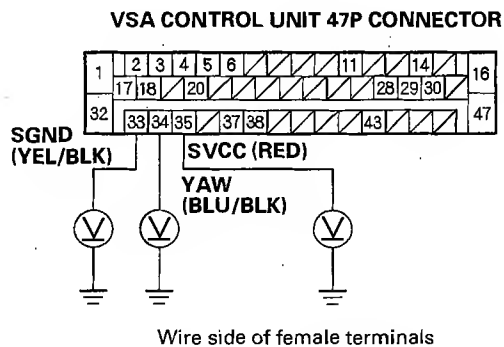 VSA CONTROL UNIT 47P CONNECTOR
1 2 3 4 5 6 11 14 16
17 18 20 28 29 30
32 33 34 35 37 38 43 47
SGND
(YEL/BLK)
SVCC (RED)
YAW
(BLU/BLK)
V V V
Wire side of female terminals